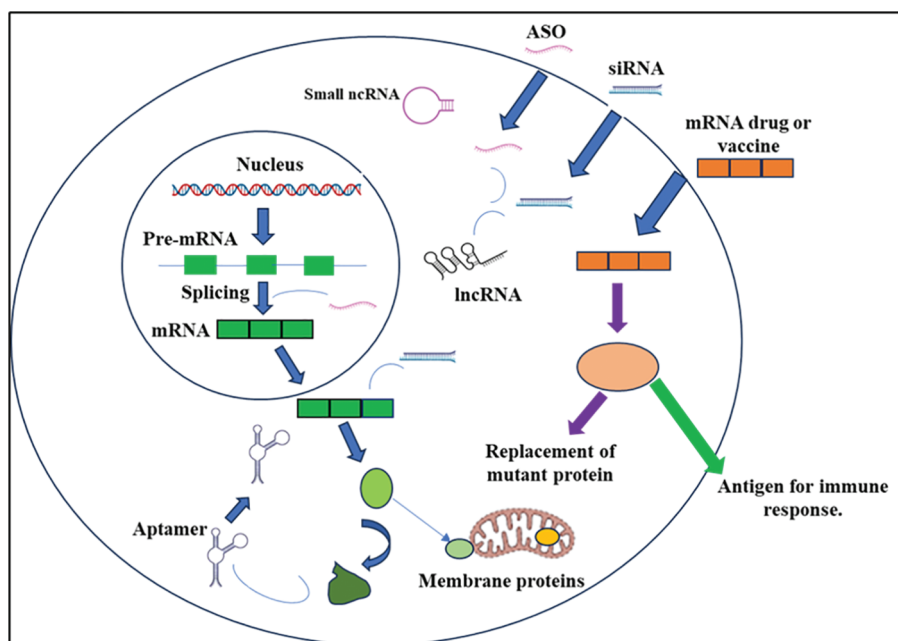 ASO
siRNA
Small ncRNA
mRNA drug or
vaccine
Nucleus
Pre-mRNA
Splicing
mRNA
lncRNA
Replacement of
mutant protein
Antigen for immune
response.
Aptamer
Membrane proteins